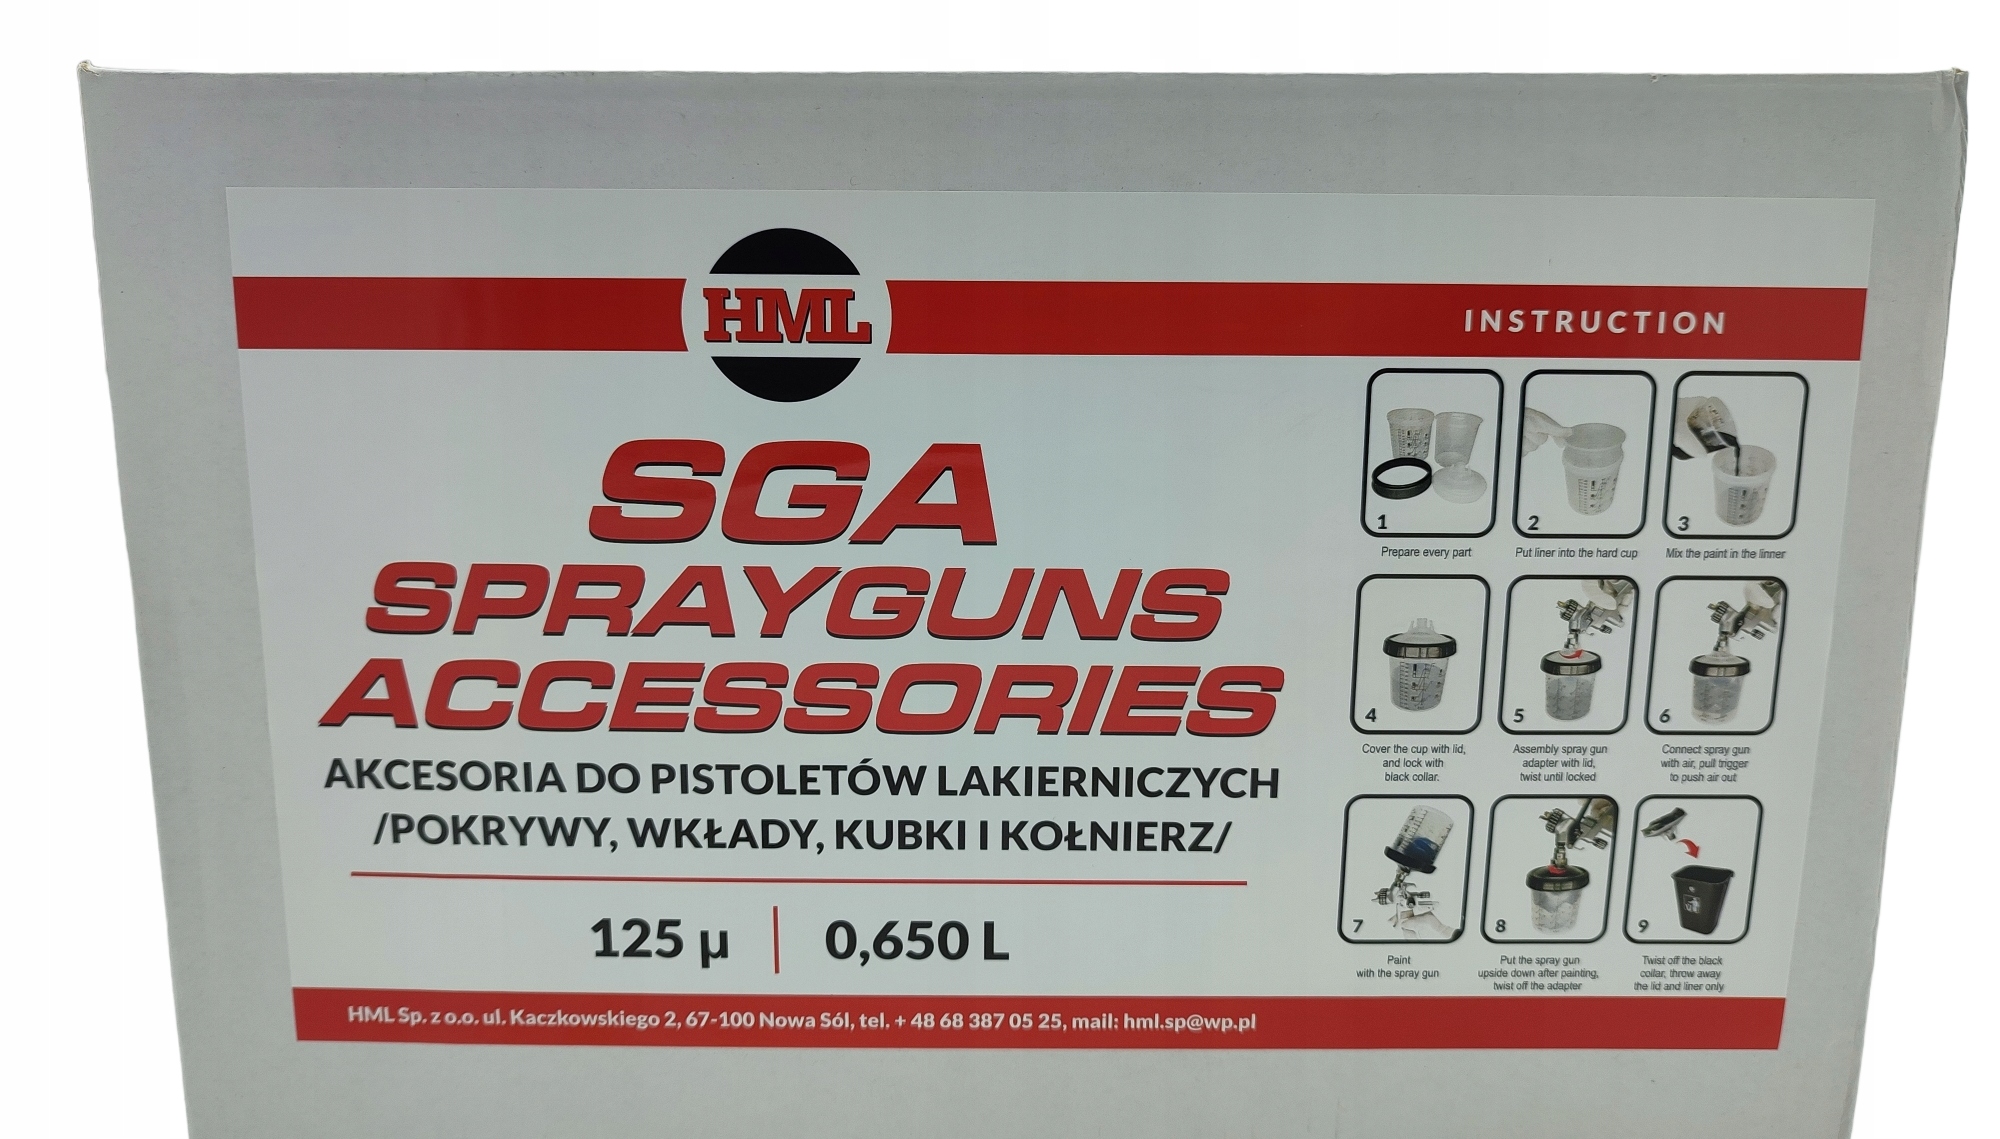 HML
INSTRUCTION
SGA
SPRAYGUNS
ACCESSORIES
AKCESORIA DO PISTOLETÓW LAKIERNICZYCH
/POKRYWY, WKŁADY, KUBKI I KOŁNIERZ/
125 µ | 0,650 L
1
Prepare every part
2
Put liner into the hard cup
3
Mix the paint in the linner
4
Cover the cup with lid,
and lock with
black collar.
5
Assembly spray gun
adapter with lid,
twist until locked
6
Connect spray gun
with air, pull trigger
to push air out
7
Paint
with the spray gun
8
Put the spray gun
upside down after painting,
twist off the adapter
9
Twist off the black
collar, throw away
the lid and liner only
HML Sp. z o.o. ul. Kaczkowskiego 2, 67-100 Nowa Sól, tel. + 48 68 387 05 25, mail: hml.sp@wp.pl